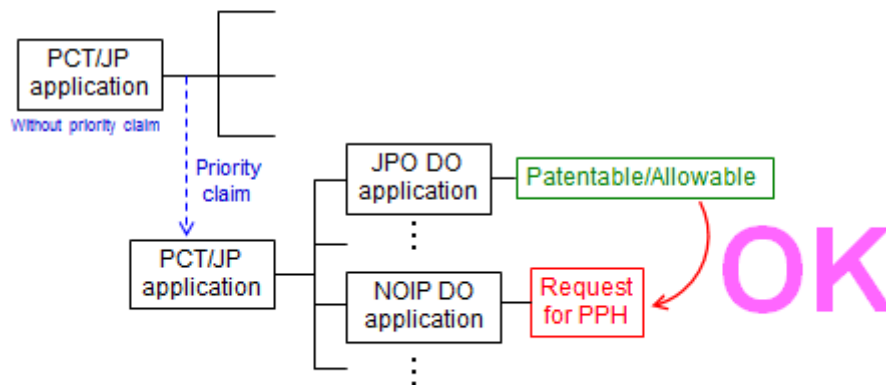 PCT/JP
application
Without priority claim
Priority
claim
JPO DO
application
Patentable/Allowable
PCT/JP
application
NOIP DO
application
Request
for PPH
OK